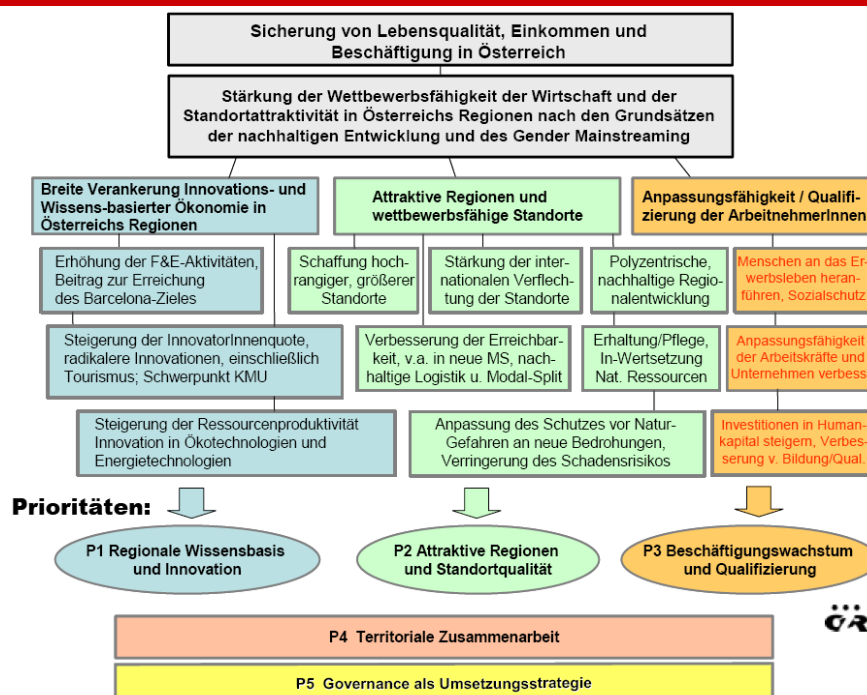 Sicherung von Lebensqualität, Einkommen und
Beschäftigung in Österreich
Stärkung der Wettbewerbsfähigkeit der Wirtschaft und der
Standortattraktivität in Österreichs Regionen nach den Grundsätzen
der nachhaltigen Entwicklung und des Gender Mainstreaming
Breite Verankerung Innovations- und
Wissens-basierter Ökonomie in
Österreichs Regionen
Attraktive Regionen und
wettbewerbsfähige Standorte
Anpassungsfähigkeit / Qualifi-
zierung der ArbeitnehmerInnen
Erhöhung der F&E-Aktivitäten,
Beitrag zur Erreichung
des Barcelona-Zieles
Schaffung hoch-
rangiger, größerer
Standorte
Stärkung der inter-
nationalen Verflech-
tung der Standorte
Polyzentrische,
nachhaltige Regio-
nalentwicklung
Menschen an das Er-
werbsleben heran-
führen, Sozialschutz
Steigerung der InnovatorInnenquote,
radikalere Innovationen, einschließlich
Tourismus; Schwerpunkt KMU
Verbesserung der Erreichbar-
keit, v.a. in neue MS, nach-
haltige Logistik u. Modal-Split
Erhaltung/Pflege,
In-Wertsetzung
Nat. Ressourcen
Anpassungsfähigkeit
der Arbeitskräfte und
Unternehmen verbess
Steigerung der Ressourcenproduktivität
Innovation in Ökotechnologien und
Energietechnologien
Anpassung des Schutzes vor Natur-
Gefahren an neue Bedrohungen,
Verringerung des Schadensrisikos
Investitionen in Human-
kapital steigern, Verbes-
serung v. Bildung/Qual.
Prioritäten:
P1 Regionale Wissensbasis
und Innovation
P2 Attraktive Regionen
und Standortqualität
P3 Beschäftigungswachstum
und Qualifizierung
P4 Territoriale Zusammenarbeit
P5 Governance als Umsetzungsstrategie